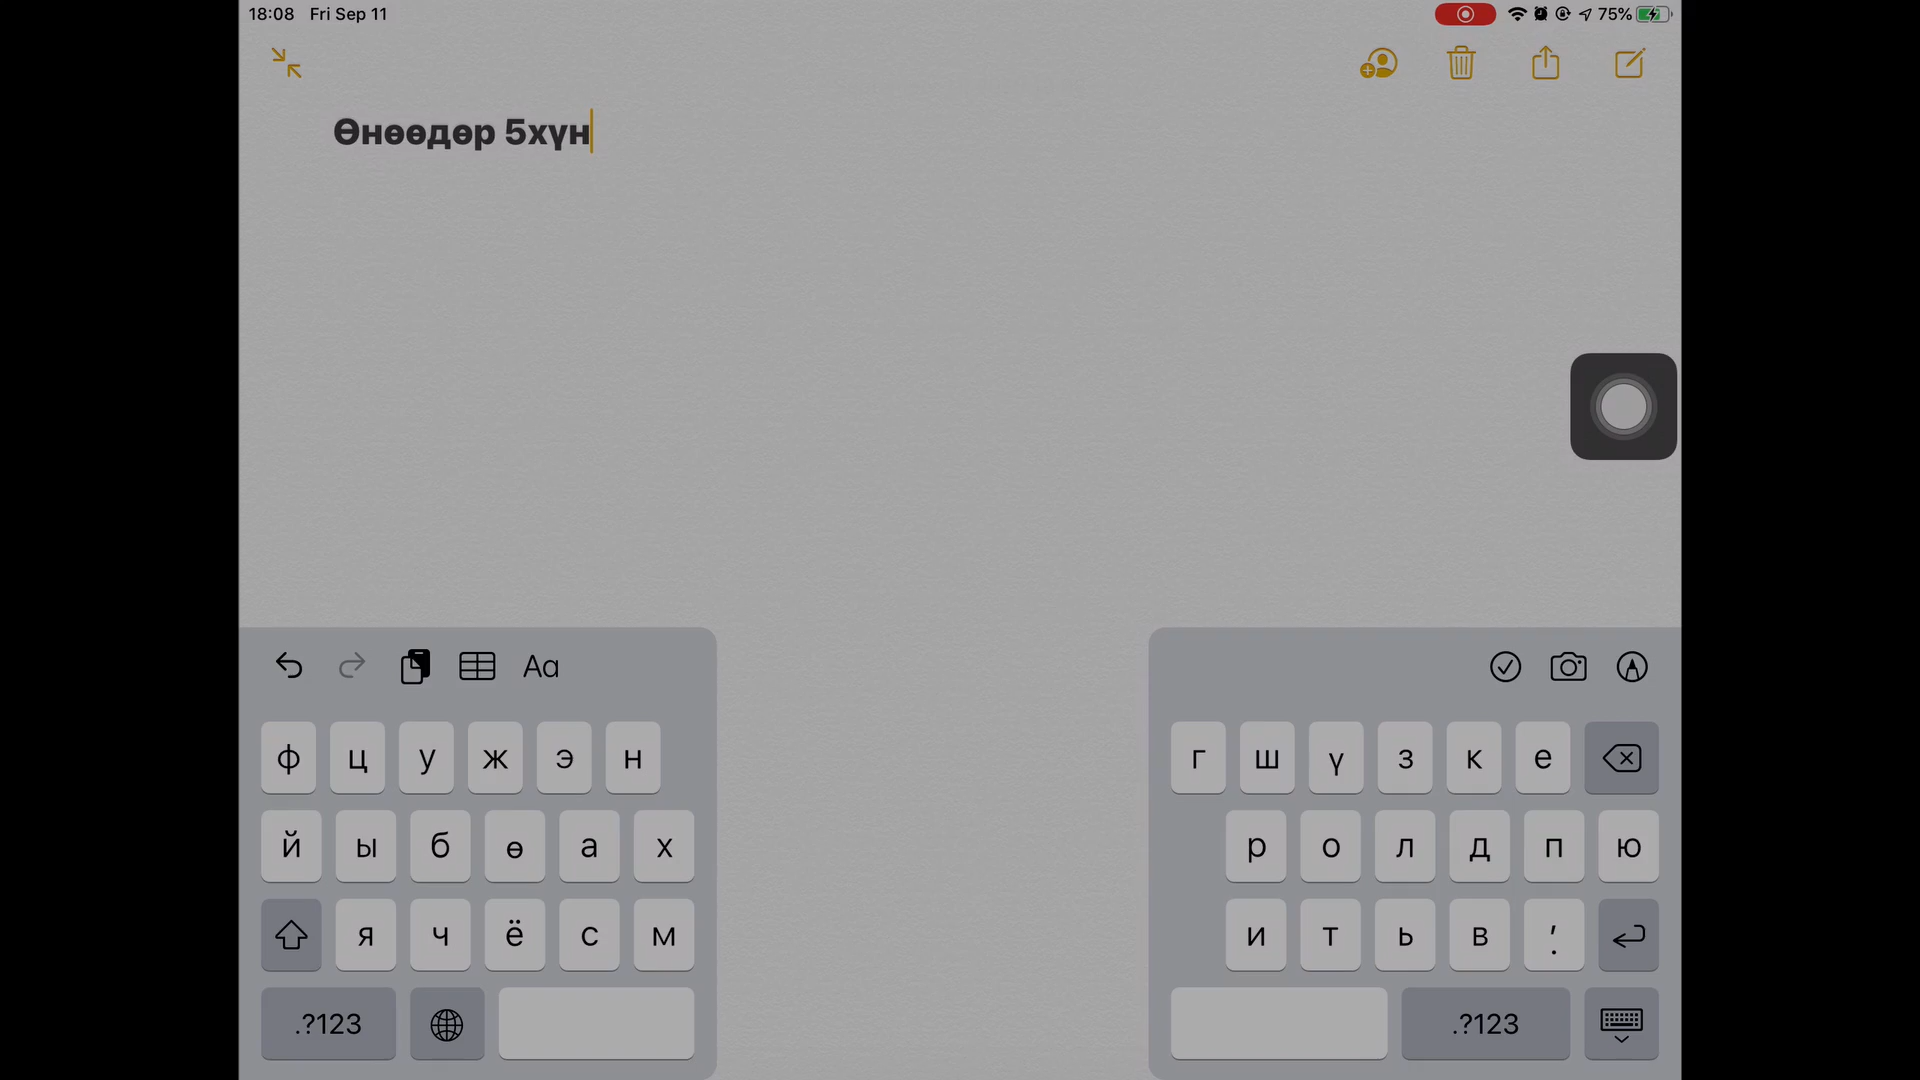 18:08 Fri Sep 11 75%
Өнөөдөр 5хүн
Aa
ф ц у ж э н г ш ү з к е
й ы б ө а х р о л д п ю
я ч ё с м и т ь в ' .
.?123 .?123